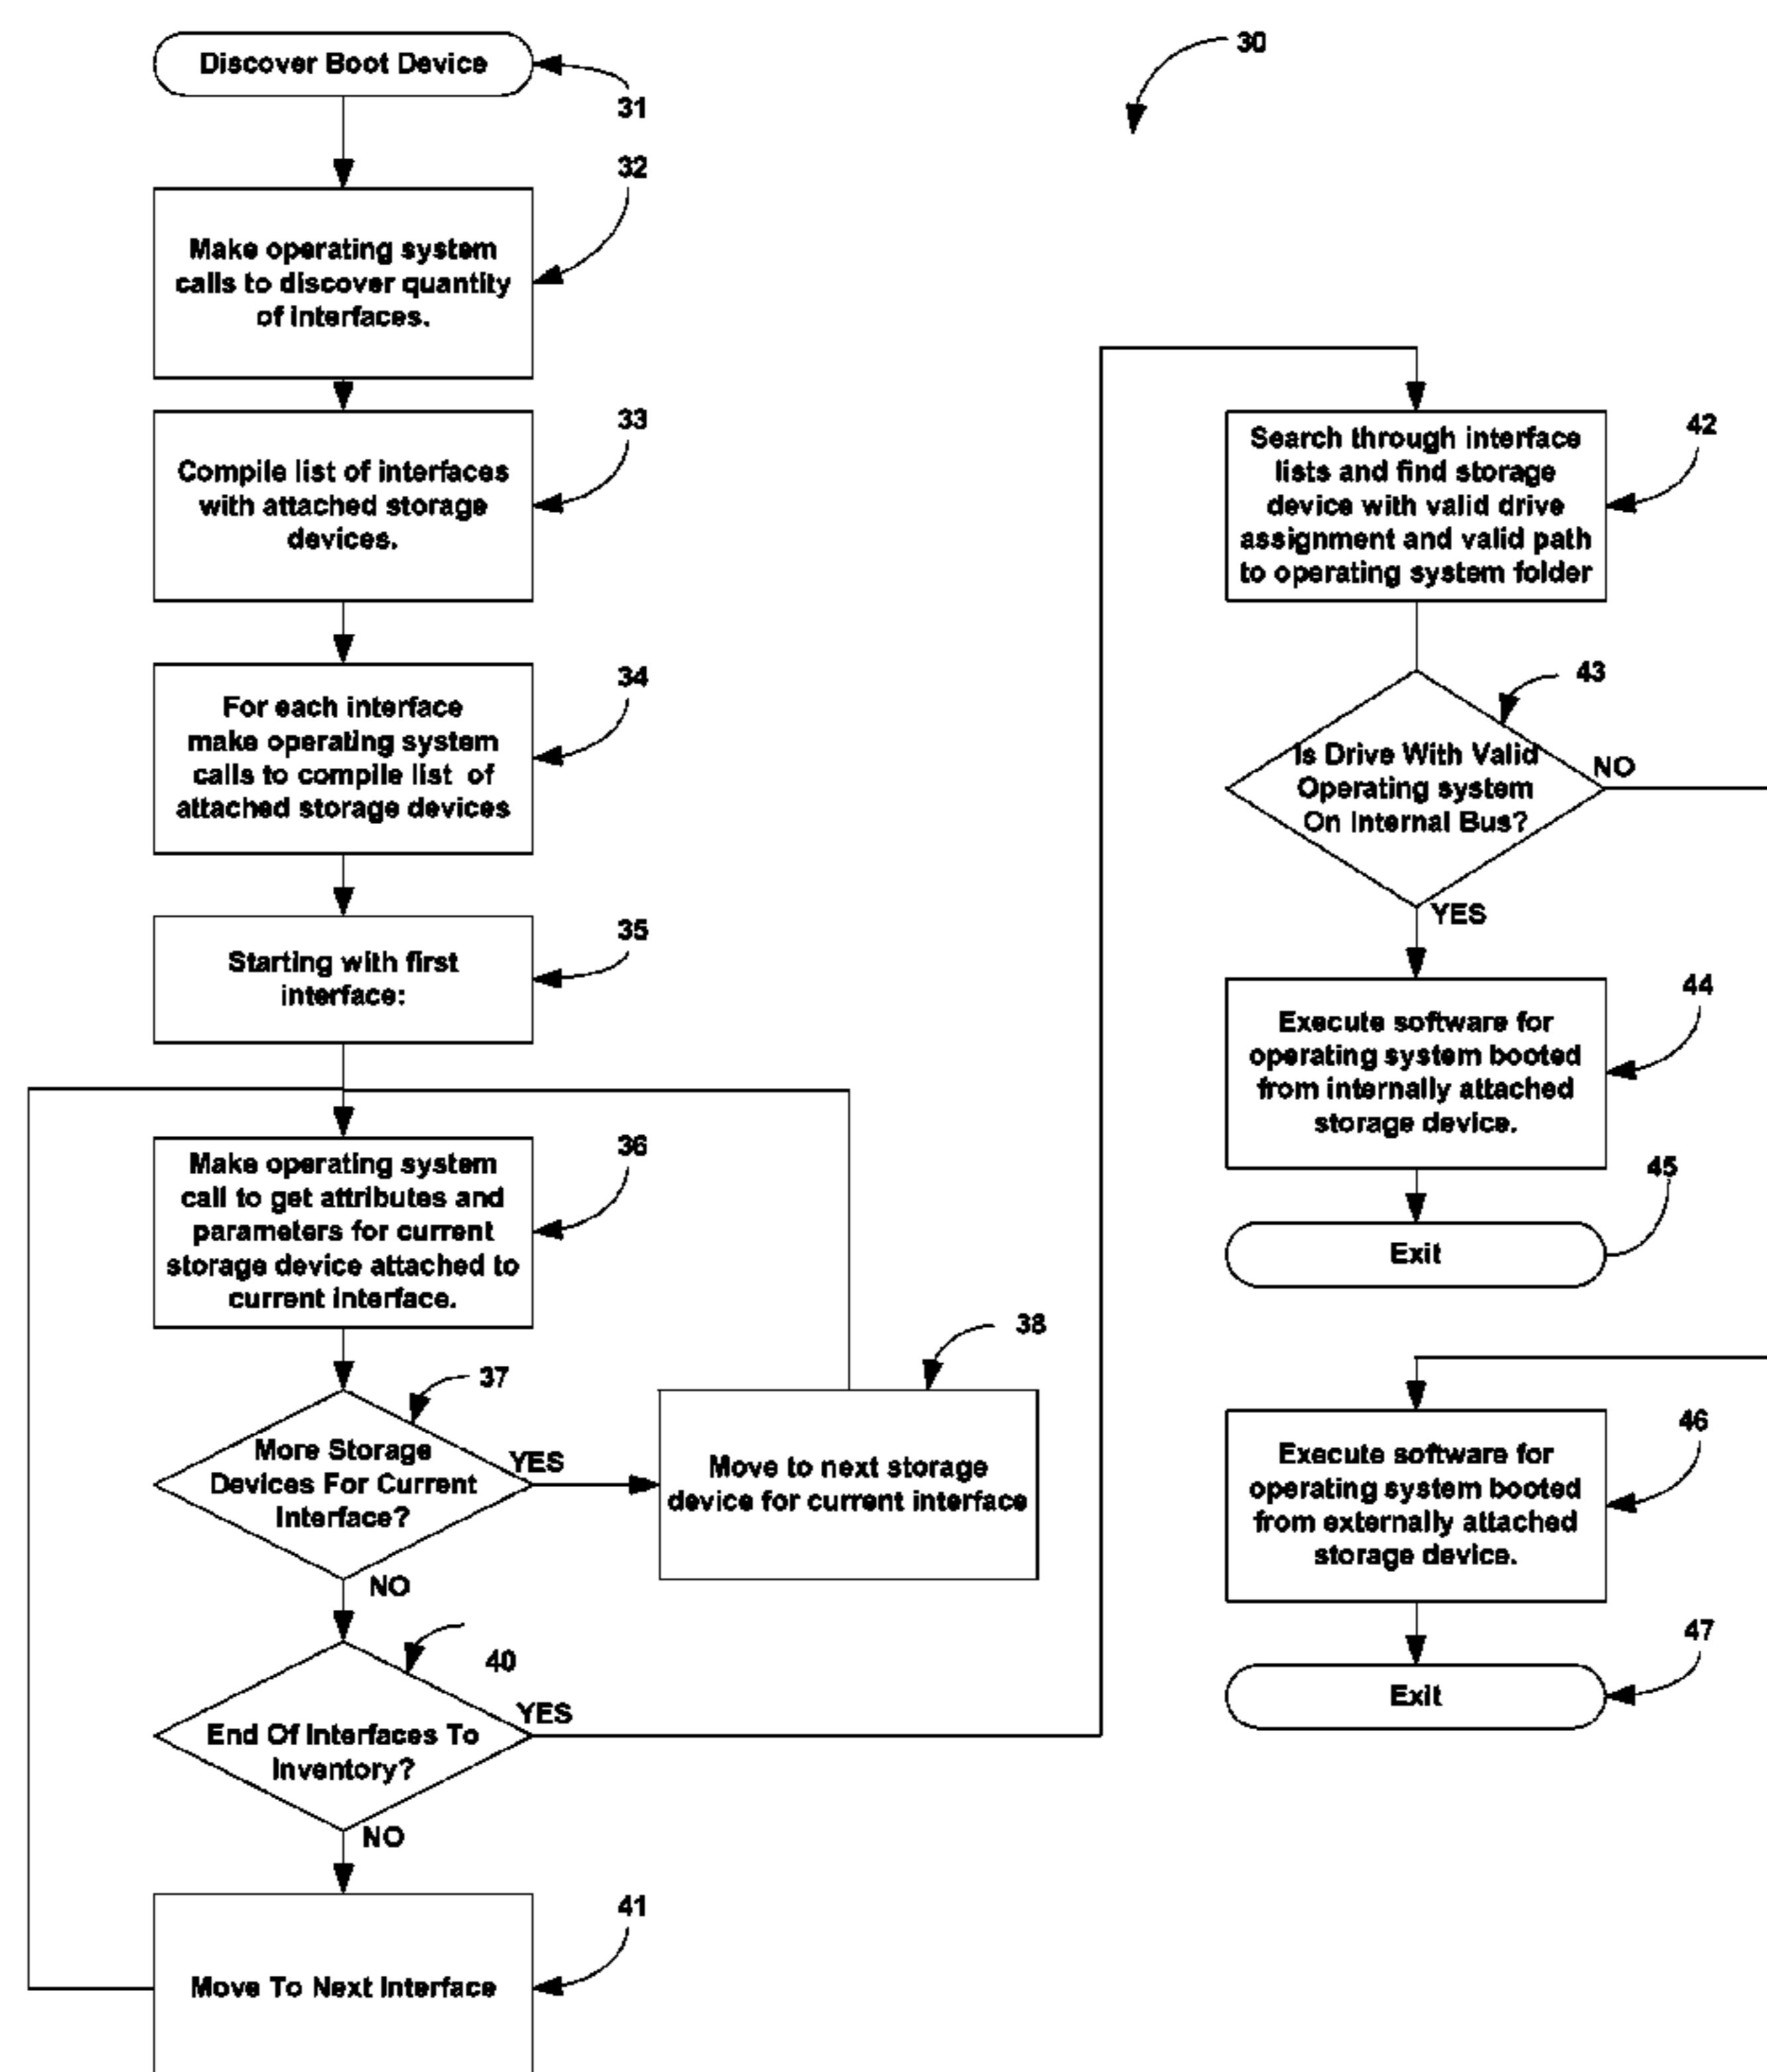 Discover Boot Device
31
30
32
Make operating system
calls to discover quantity
of interfaces.
33
Compile list of interfaces
with attached storage
devices.
34
For each interface
make operating system
calls to compile list of
attached storage devices
35
Starting with first
interface:
36
Make operating system
call to get attributes and
parameters for current
storage device attached to
current interface.
37
More Storage
Devices For Current
Interface?
YES
NO
38
Move to next storage
device for current interface
40
End Of Interfaces To
Inventory?
YES
NO
41
Move To Next Interface
42
Search through interface
lists and find storage
device with valid drive
assignment and valid path
to operating system folder
43
Is Drive With Valid
Operating system
On Internal Bus?
NO
YES
44
Execute software for
operating system booted
from internally attached
storage device.
45
Exit
46
Execute software for
operating system booted
from externally attached
storage device.
47
Exit